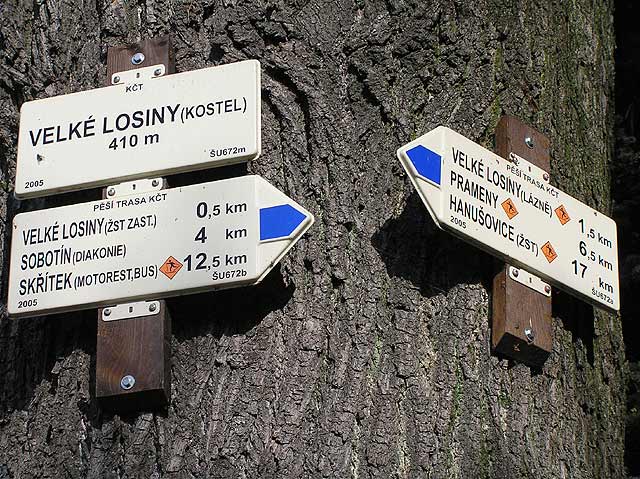 KČT
VELKÉ LOSINY(KOSTEL)
410 m
2005 ŠU672m
PĚŠÍ TRASA KČT
VELKÉ LOSINY(ŽST ZAST.) 0,5 km
SOBOTÍN(DIAKONIE) 4 km
SKŘÍTEK(MOTOREST,BUS) 12,5 km
2005 ŠU672b
PĚŠÍ TRASA KČT
VELKÉ LOSINY(LÁZNĚ) 1,5 km
PRAMENY 6,5 km
HANUŠOVICE(ŽST) 17 km
2005 ŠU672a